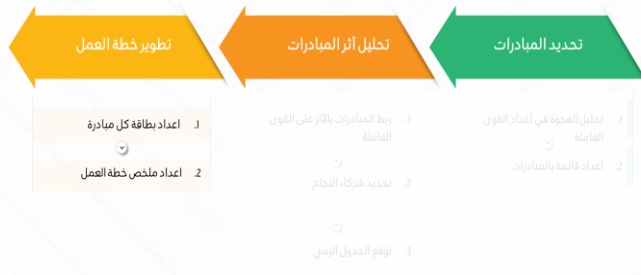 تحديد المبادرات
1. تحليل الفجوة في أعداد القوى
العاملة
2. اعداد قائمة بالمبادرات
تحليل أثر المبادرات
1. ربط المبادرات بالأثر على القوى
العاملة
2. تحديد شركاء النجاح
3. توقع الجدول الزمني
تطوير خطة العمل
1. اعداد بطاقة كل مبادرة
2. اعداد ملخص خطة العمل